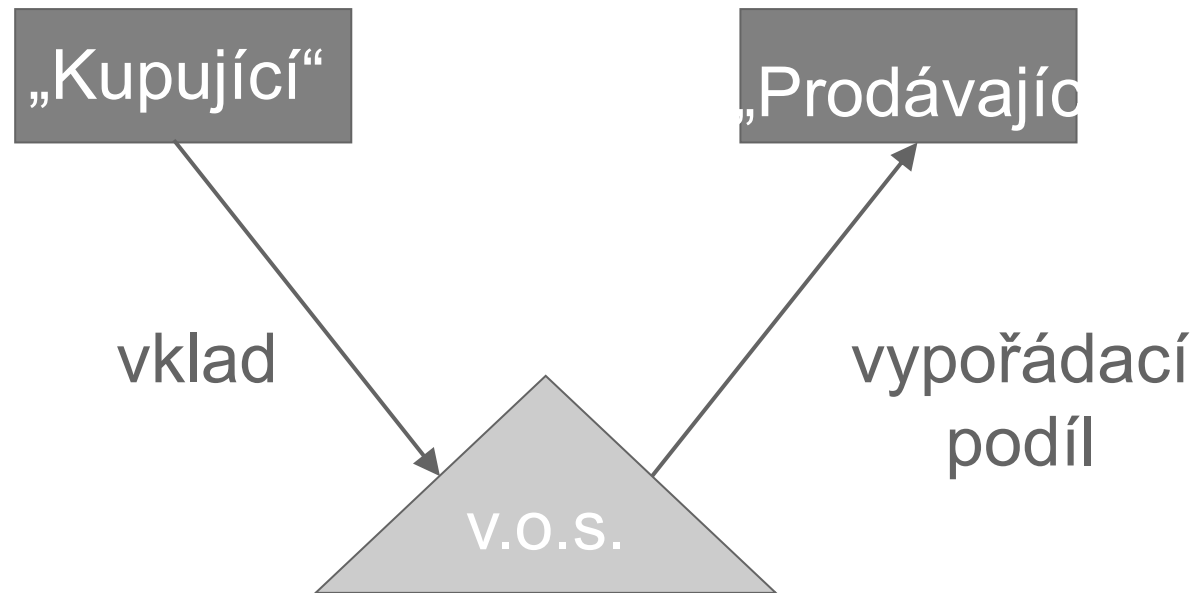 „Kupující“
„Prodávajíc
vklad
vypořádací
podíl
v.o.s.